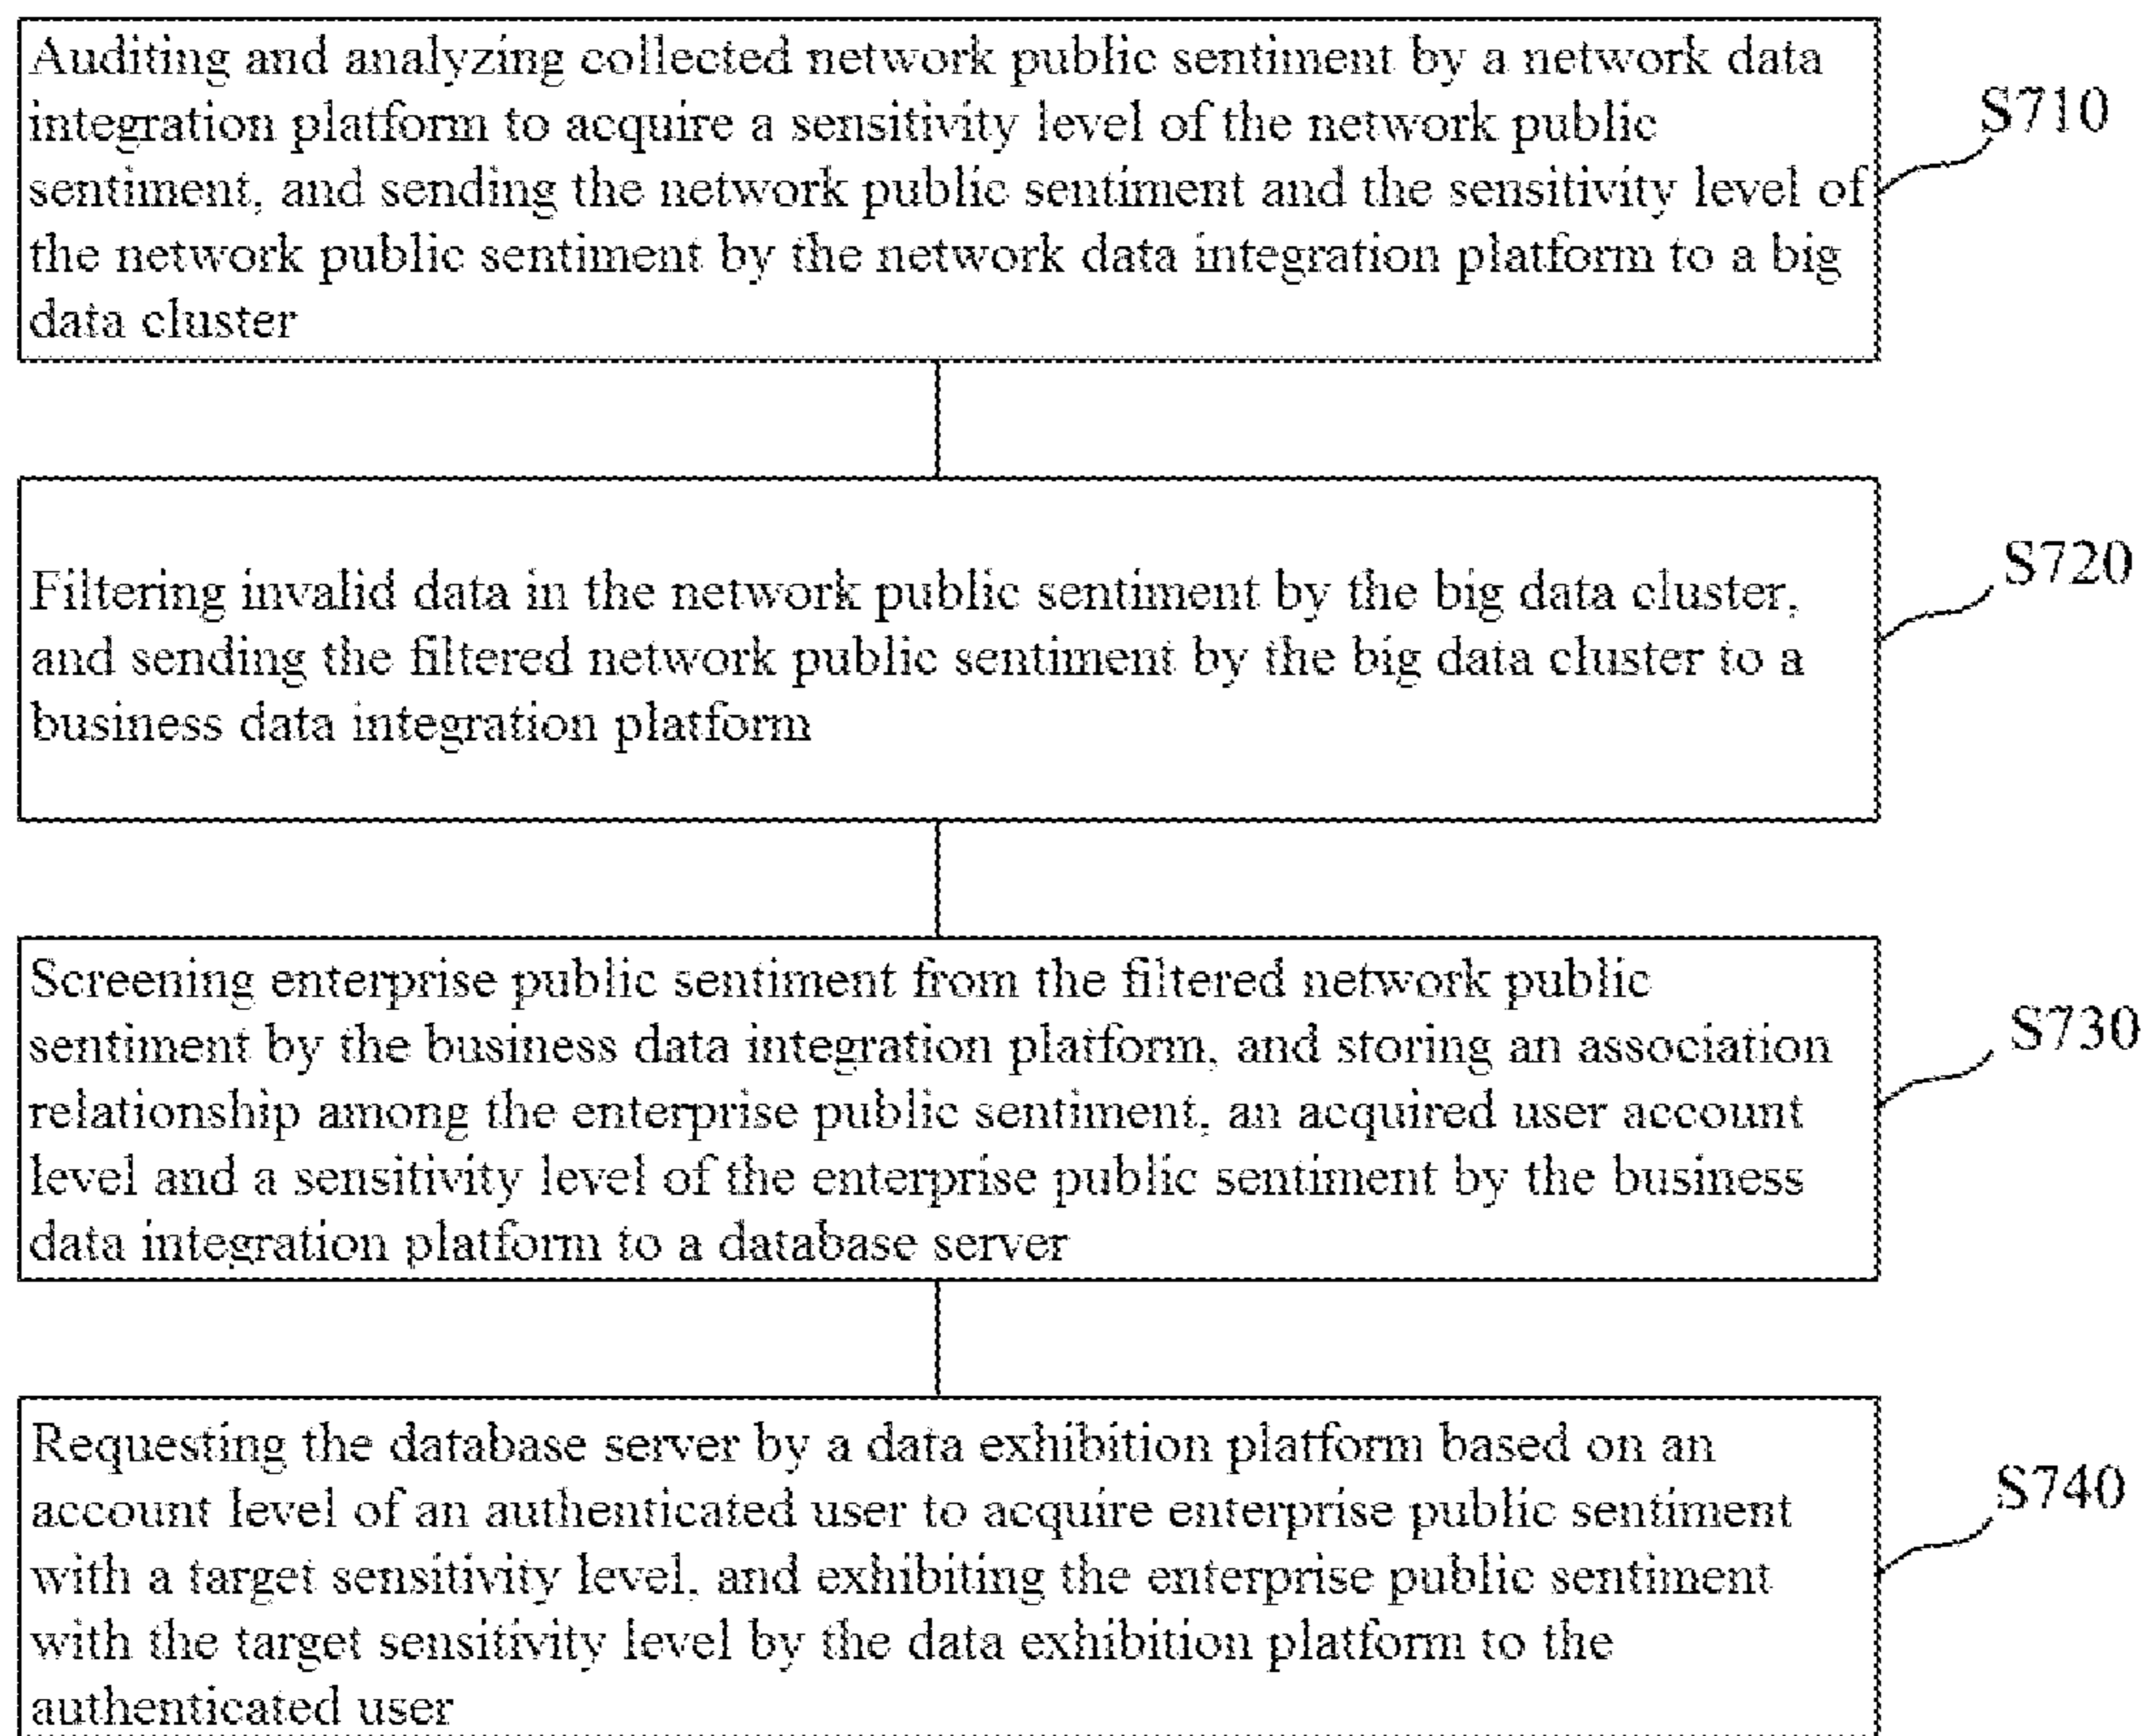 Auditing and analyzing collected network public sentiment by a network data
integration platform to acquire a sensitivity level of the network public
sentiment, and sending the network public sentiment and the sensitivity level of
the network public sentiment by the network data integration platform to a big
data cluster
S710
Filtering invalid data in the network public sentiment by the big data cluster,
and sending the filtered network public sentiment by the big data cluster to a
business data integration platform
S720
Screening enterprise public sentiment from the filtered network public
sentiment by the business data integration platform, and storing an association
relationship among the enterprise public sentiment, an acquired user account
level and a sensitivity level of the enterprise public sentiment by the business
data integration platform to a database server
S730
Requesting the database server by a data exhibition platform based on an
account level of an authenticated user to acquire enterprise public sentiment
with a target sensitivity level, and exhibiting the enterprise public sentiment
with the target sensitivity level by the data exhibition platform to the
authenticated user
S740